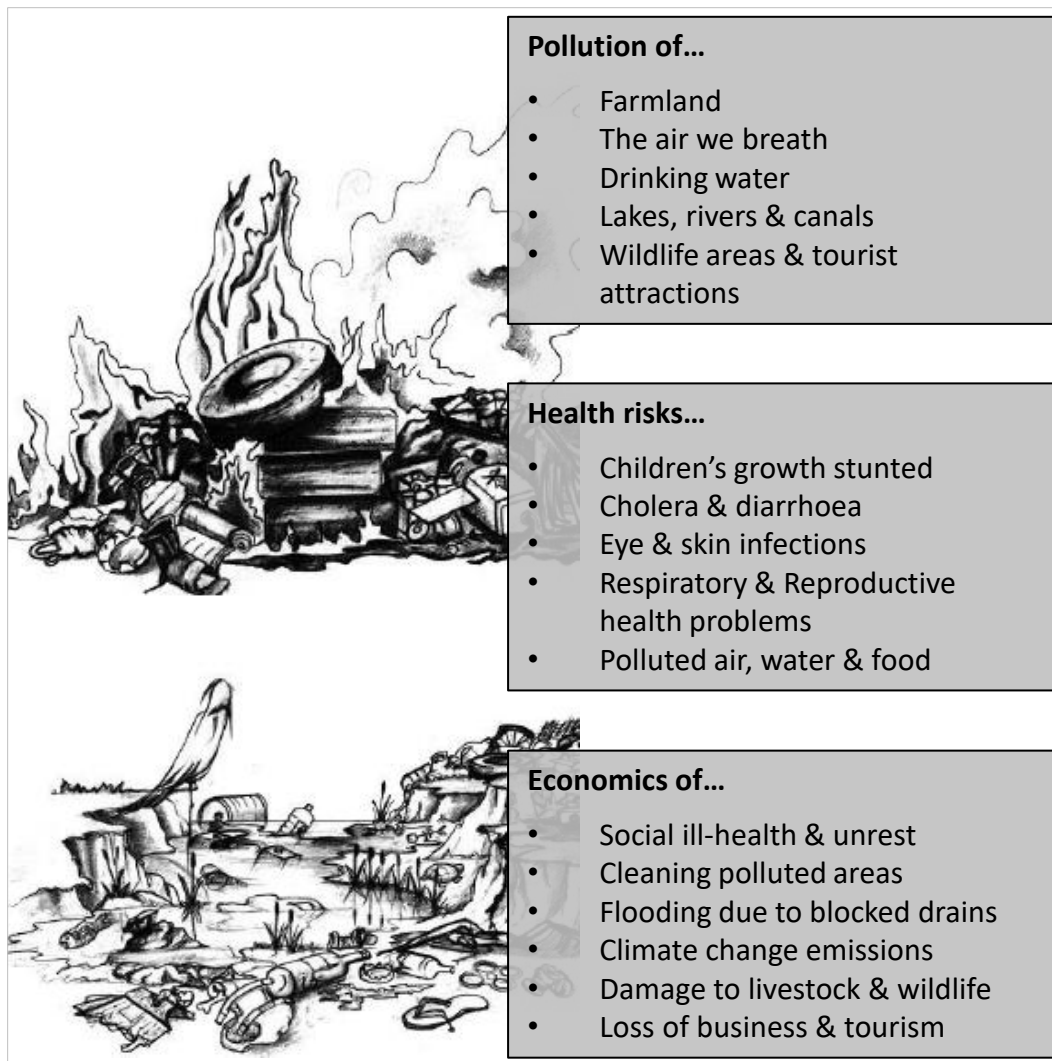 Pollution of...
• Farmland
• The air we breath
• Drinking water
• Lakes, rivers & canals
• Wildlife areas & tourist
attractions
Health risks...
• Children’s growth stunted
• Cholera & diarrhoea
• Eye & skin infections
• Respiratory & Reproductive
health problems
• Polluted air, water & food
Economics of...
• Social ill-health & unrest
• Cleaning polluted areas
• Flooding due to blocked drains
• Climate change emissions
• Damage to livestock & wildlife
• Loss of business & tourism